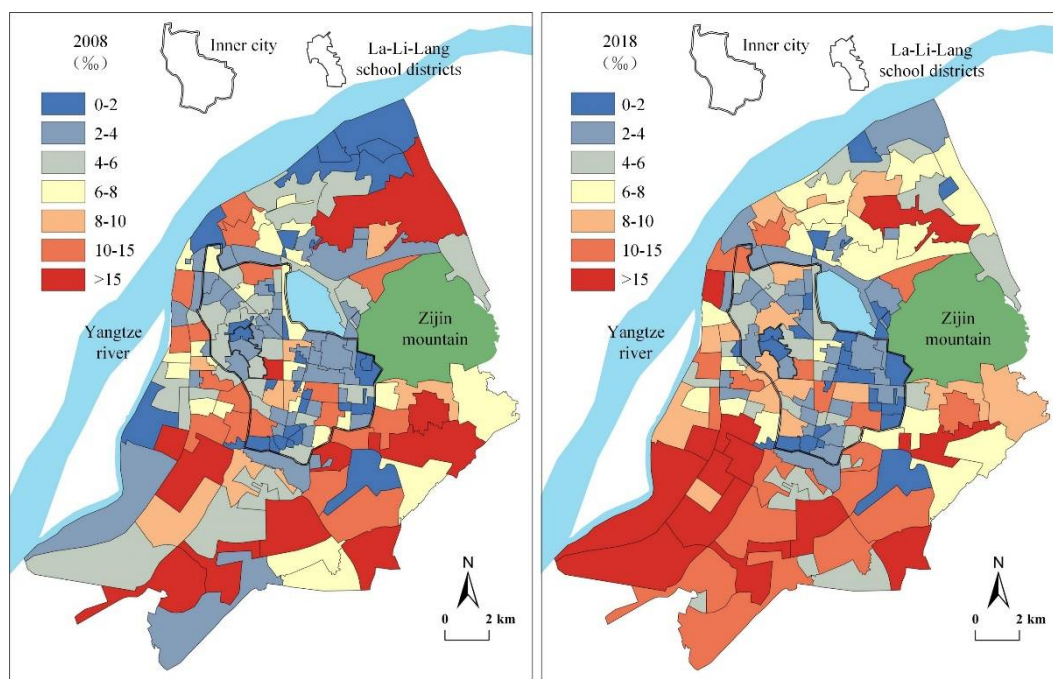 2008
（‰）
Inner city
La-Li-Lang
school districts
0-2
2-4
4-6
6-8
8-10
10-15
>15
Yangtze
river
Zijin
mountain
N
0 2 km
2018
（‰）
Inner city
La-Li-Lang
school districts
0-2
2-4
4-6
6-8
8-10
10-15
>15
Yangtze
river
Zijin
mountain
N
0 2 km